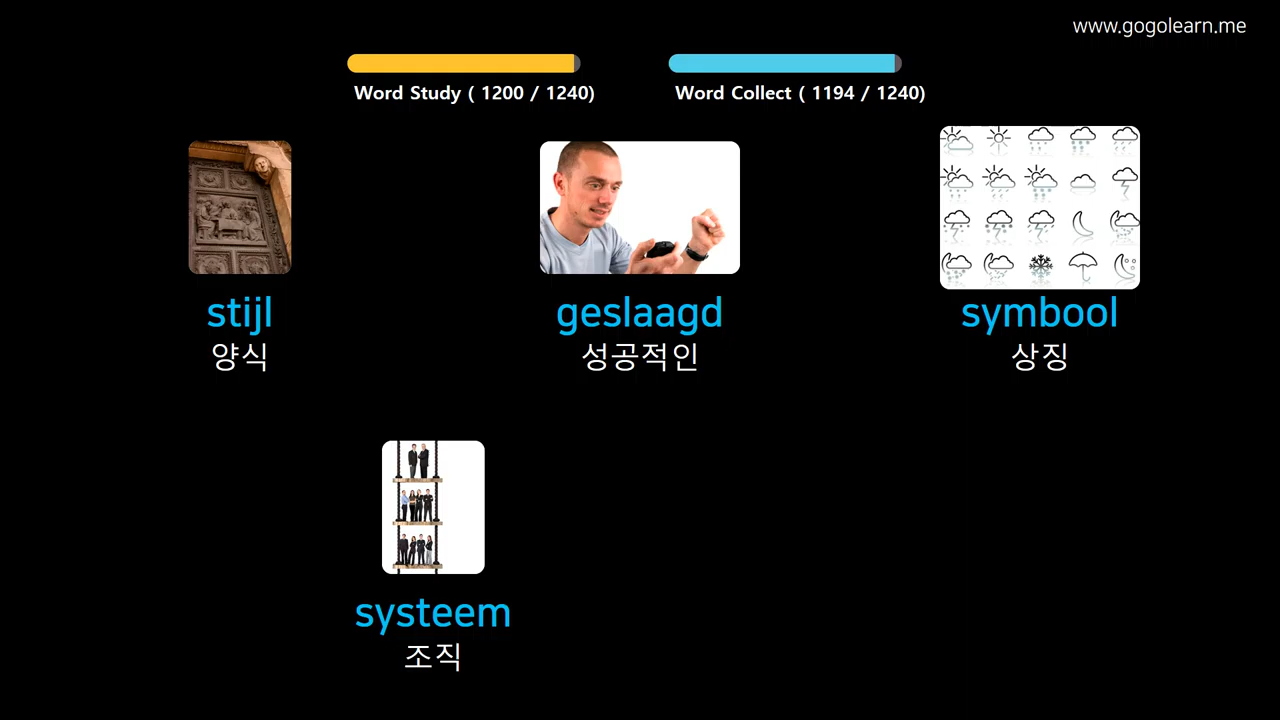 www.gogolearn.me
Word Study ( 1200 / 1240)
Word Collect ( 1194 / 1240)
stijl
양식
geslaagd
성공적인
symbool
상징
systeem
조직